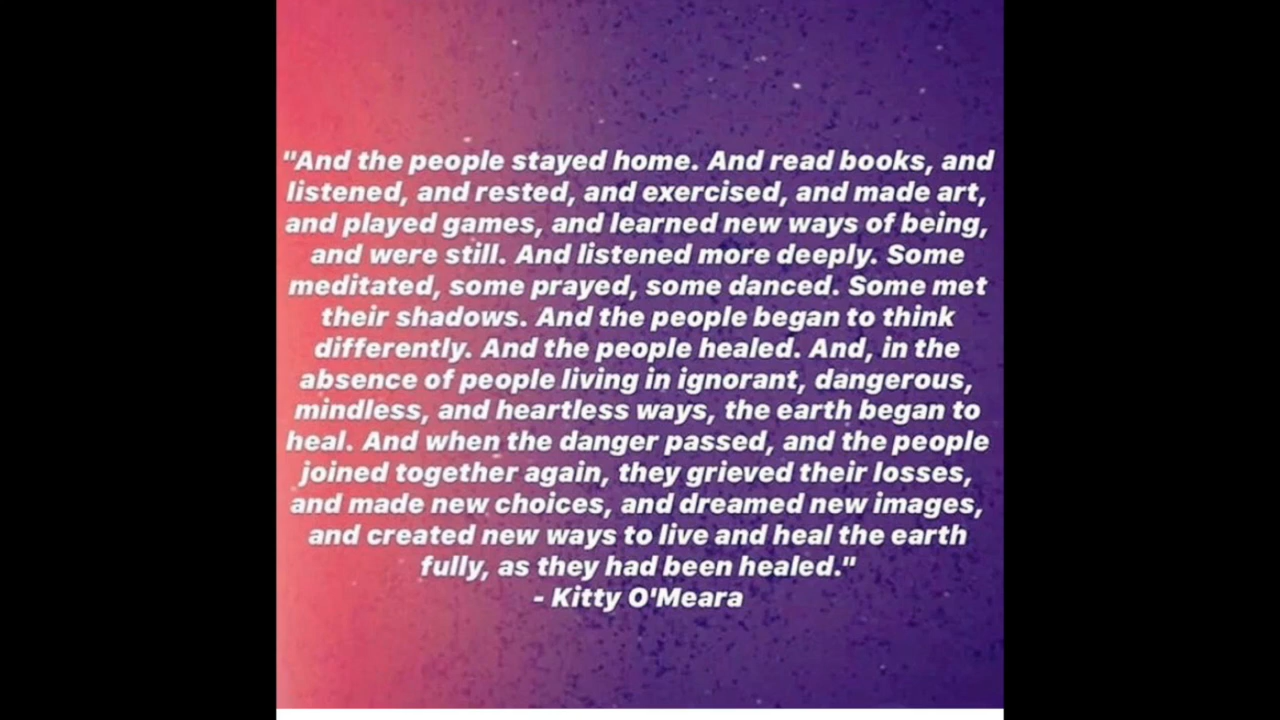 "And the people stayed home. And read books, and
listened, and rested, and exercised, and made art,
and played games, and learned new ways of being,
and were still. And listened more deeply. Some
meditated, some prayed, some danced. Some met
their shadows. And the people began to think
differently. And the people healed. And, in the
absence of people living in ignorant, dangerous,
mindless, and heartless ways, the earth began to
heal. And when the danger passed, and the people
joined together again, they grieved their losses,
and made new choices, and dreamed new images,
and created new ways to live and heal the earth
fully, as they had been healed."
- Kitty O'Meara